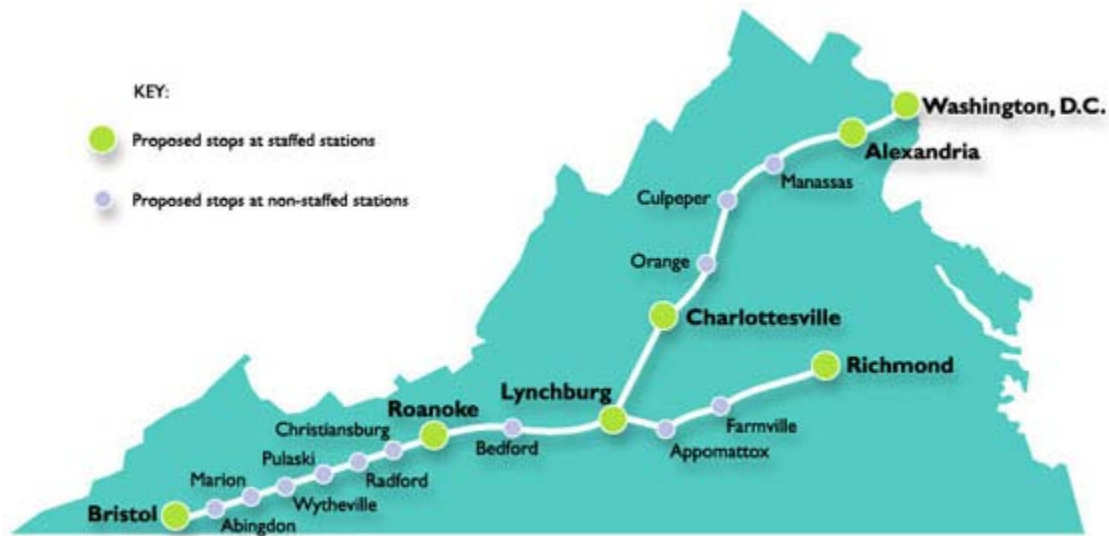 KEY:
Proposed stops at staffed stations
Proposed stops at non-staffed stations
Washington, D.C.
Alexandria
Manassas
Culpeper
Orange
Charlottesville
Richmond
Lynchburg
Farmville
Appomattox
Roanoke
Bedford
Christiansburg
Radford
Pulaski
Wytheville
Marion
Abingdon
Bristol